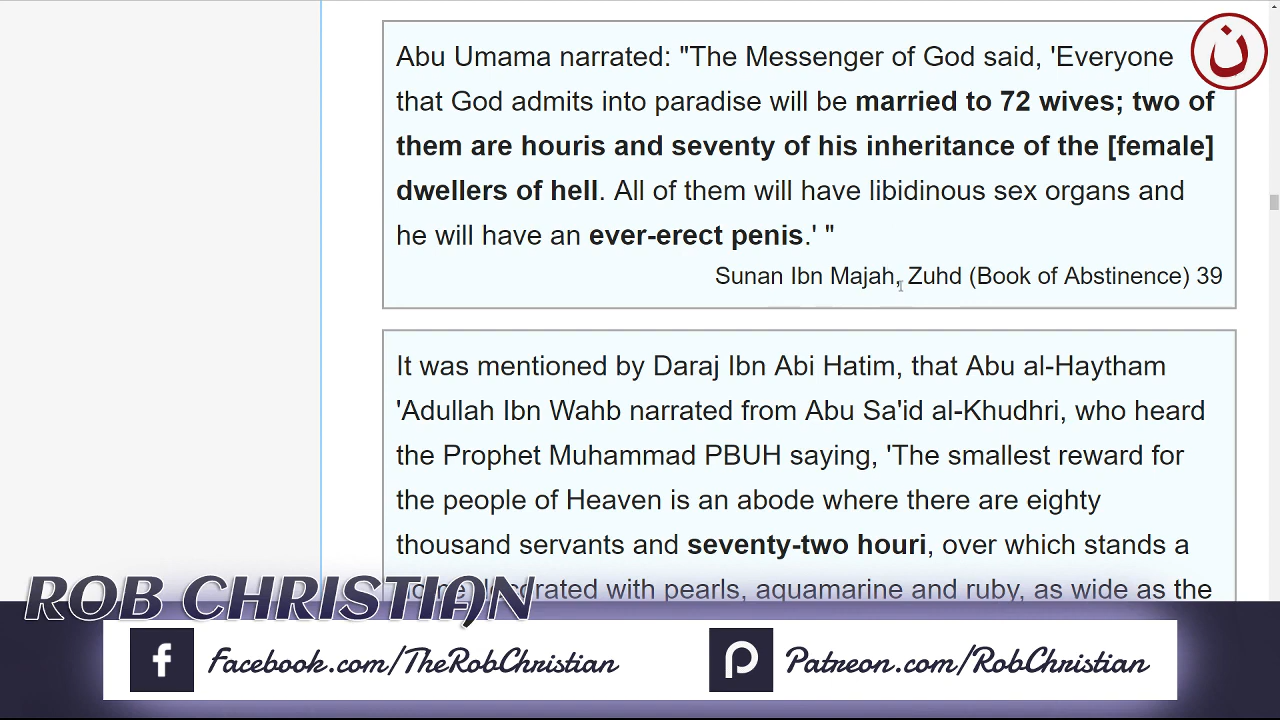 Abu Umama narrated: "The Messenger of God said, 'Everyone
that God admits into paradise will be married to 72 wives; two of
them are houris and seventy of his inheritance of the [female]
dwellers of hell. All of them will have libidinous sex organs and
he will have an ever-erect penis.' "
Sunan Ibn Majah, Zuhd (Book of Abstinence) 39
ن
It was mentioned by Daraj Ibn Abi Hatim, that Abu al-Haytham
'Adullah Ibn Wahb narrated from Abu Sa'id al-Khudhri, who heard
the Prophet Muhammad PBUH saying, 'The smallest reward for
the people of Heaven is an abode where there are eighty
thousand servants and seventy-two houri, over which stands a
decorated with pearls, aquamarine and ruby, as wide as the
ROB CHRISTIAN
f Facebook.com/TheRobChristian
Patreon.com/RobChristian